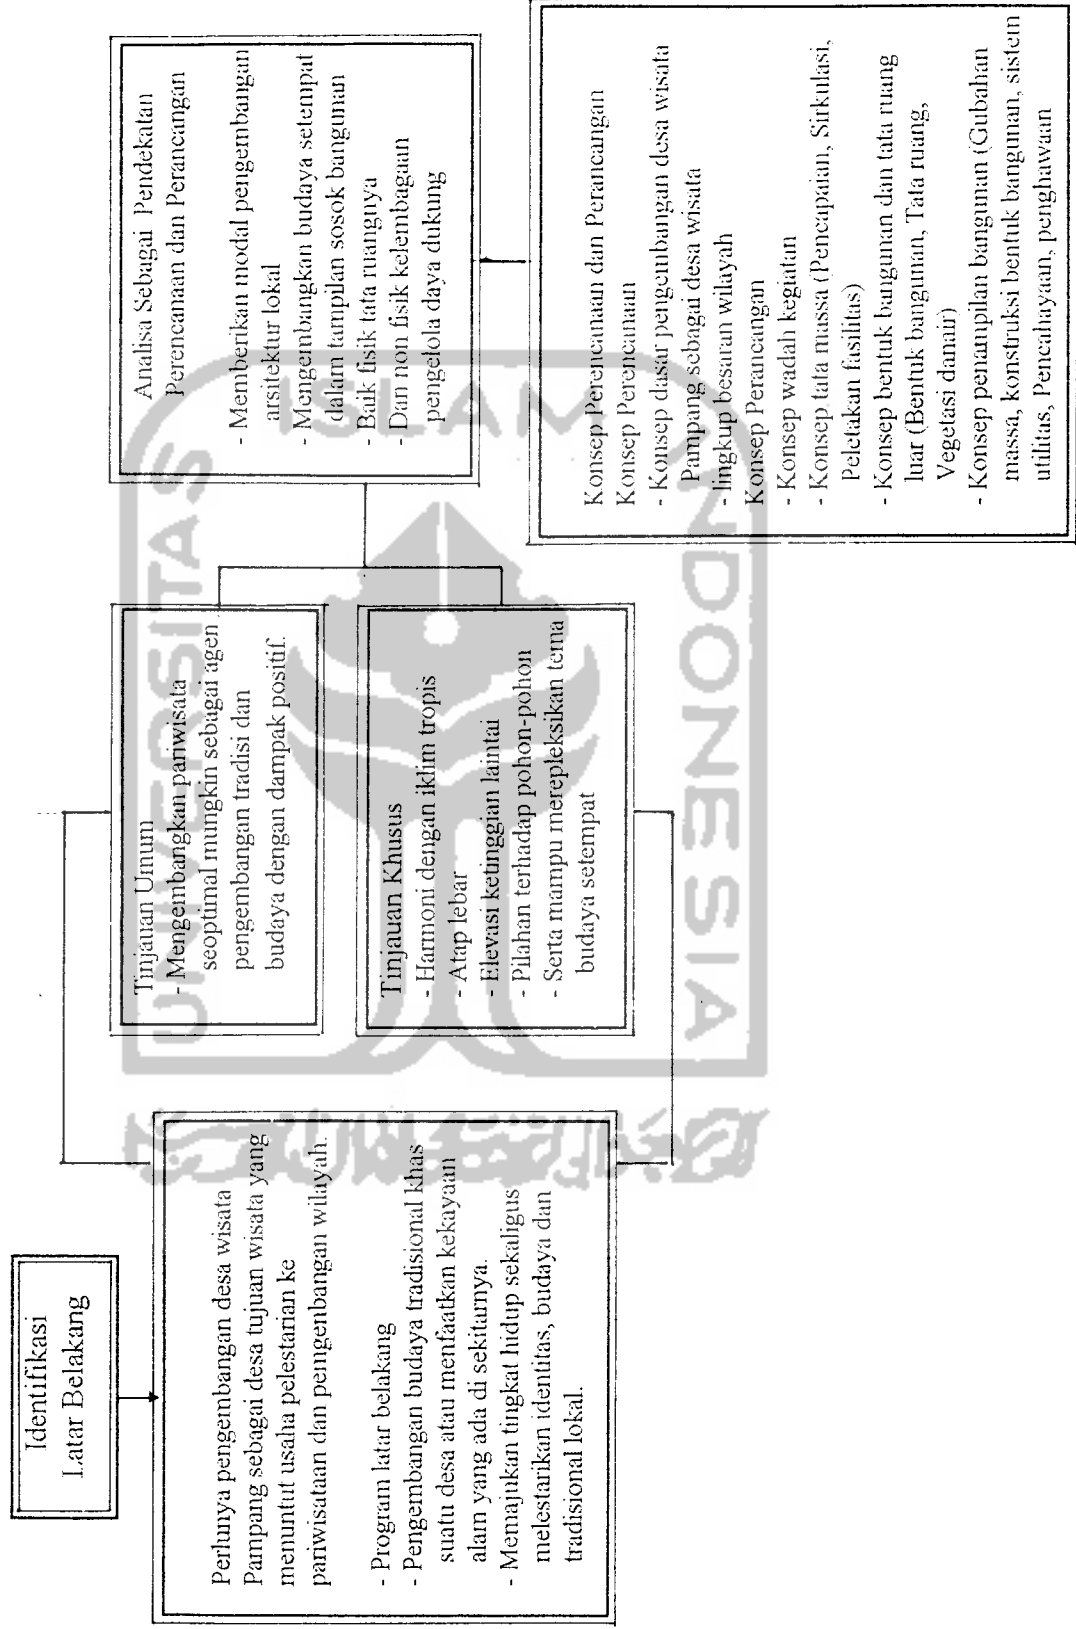 Identifikasi
Latar Belakang
Perlunya pengembangan desa wisata
Pampang sebagai desa tujuan wisata yang
menuntut usaha pelestarian ke
pariwisataan dan pengenbangan wilayah.
- Program latar belakang
- Pengembangan budaya tradisional khas
suatu desa atau menfaatkan kekayaan
alam yang ada di sekitarnya.
- Memajukan tingkat hidup sekaligus
melestarikan identitas, budaya dan
tradisional lokal.
Tinjauan Umum
- Mengembangkan pariwisata
seoptimal mungkin sebagai agen
pengembangan tradisi dan
budaya dengan dampak positif.
Tinjauan Khusus
- Harmoni dengan iklim tropis
- Atap lebar
- Elevasi ketinggian laintai
- Pilahan terhadap pohon-pohon
- Serta mampu merepleksikan tema
budaya setempat
Analisa Sebagai Pendekatan
Perencanaan dan Perancangan
- Memberikan modal pengembangan
arsitektur lokal
- Mengembangkan budaya setempat
dalam tampilan sosok bangunan
- Baik fisik tata ruangnya
- Dan non fisik kelembagaan
pengelola daya dukung
Konsep Perencanaan dan Perancangan
Konsep Perencanaan
- Konsep dasar pengembangan desa wisata
Pampang sebagai desa wisata
- lingkup besaran wilayah
Konsep Perancangan
- Konsep wadah kegiatan
- Konsep tata massa (Pencapaian, Sirkulasi,
Peletakan fasilitas)
- Konsep bentuk bangunan dan tata ruang
luar (Bentuk bangunan, Tata ruang,
Vegetasi danair)
- Konsep penampilan bangunan (Gubahan
massa, konstruksi bentuk bangunan, sistem
utilitas, Pencahayaan, penghawaan
UNIVERSITAS
ISLAM
INDONESIA